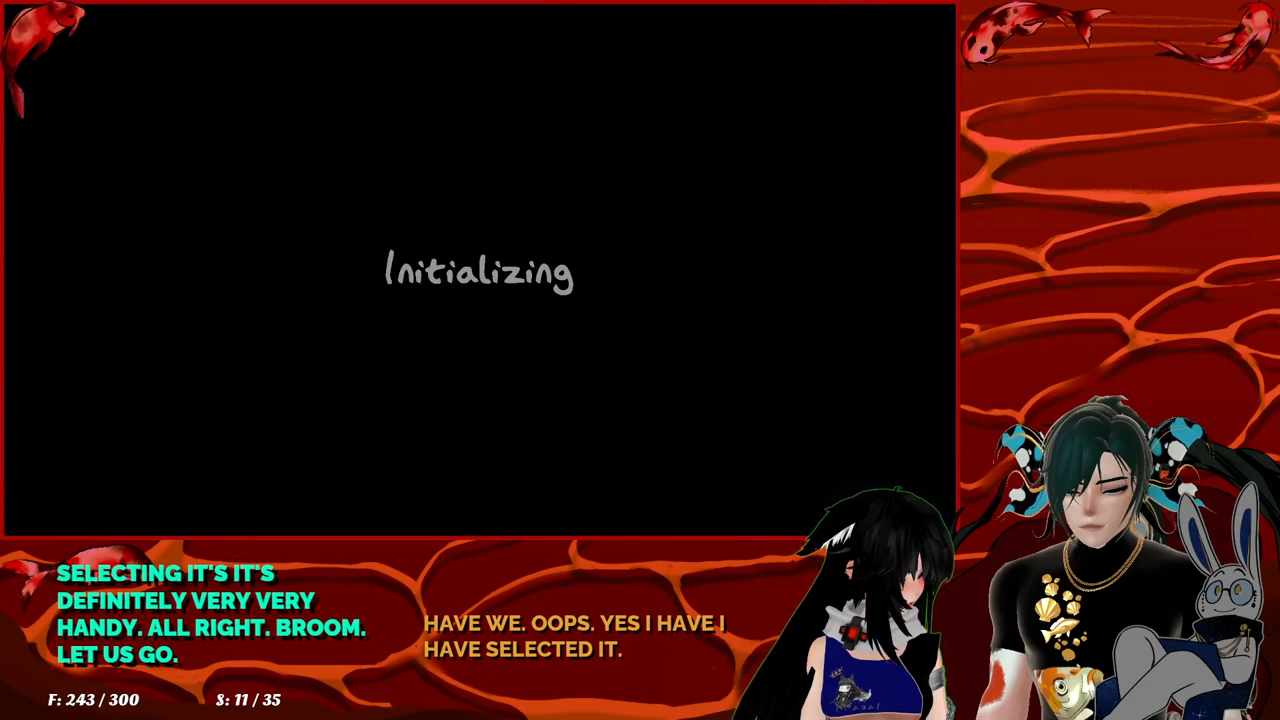 Initializing
SELECTING IT'S IT'S
DEFINITELY VERY VERY
HANDY. ALL RIGHT. BROOM.
LET US GO.
HAVE WE. OOPS. YES I HAVE I
HAVE SELECTED IT.
F: 243 / 300
S: 11 / 35